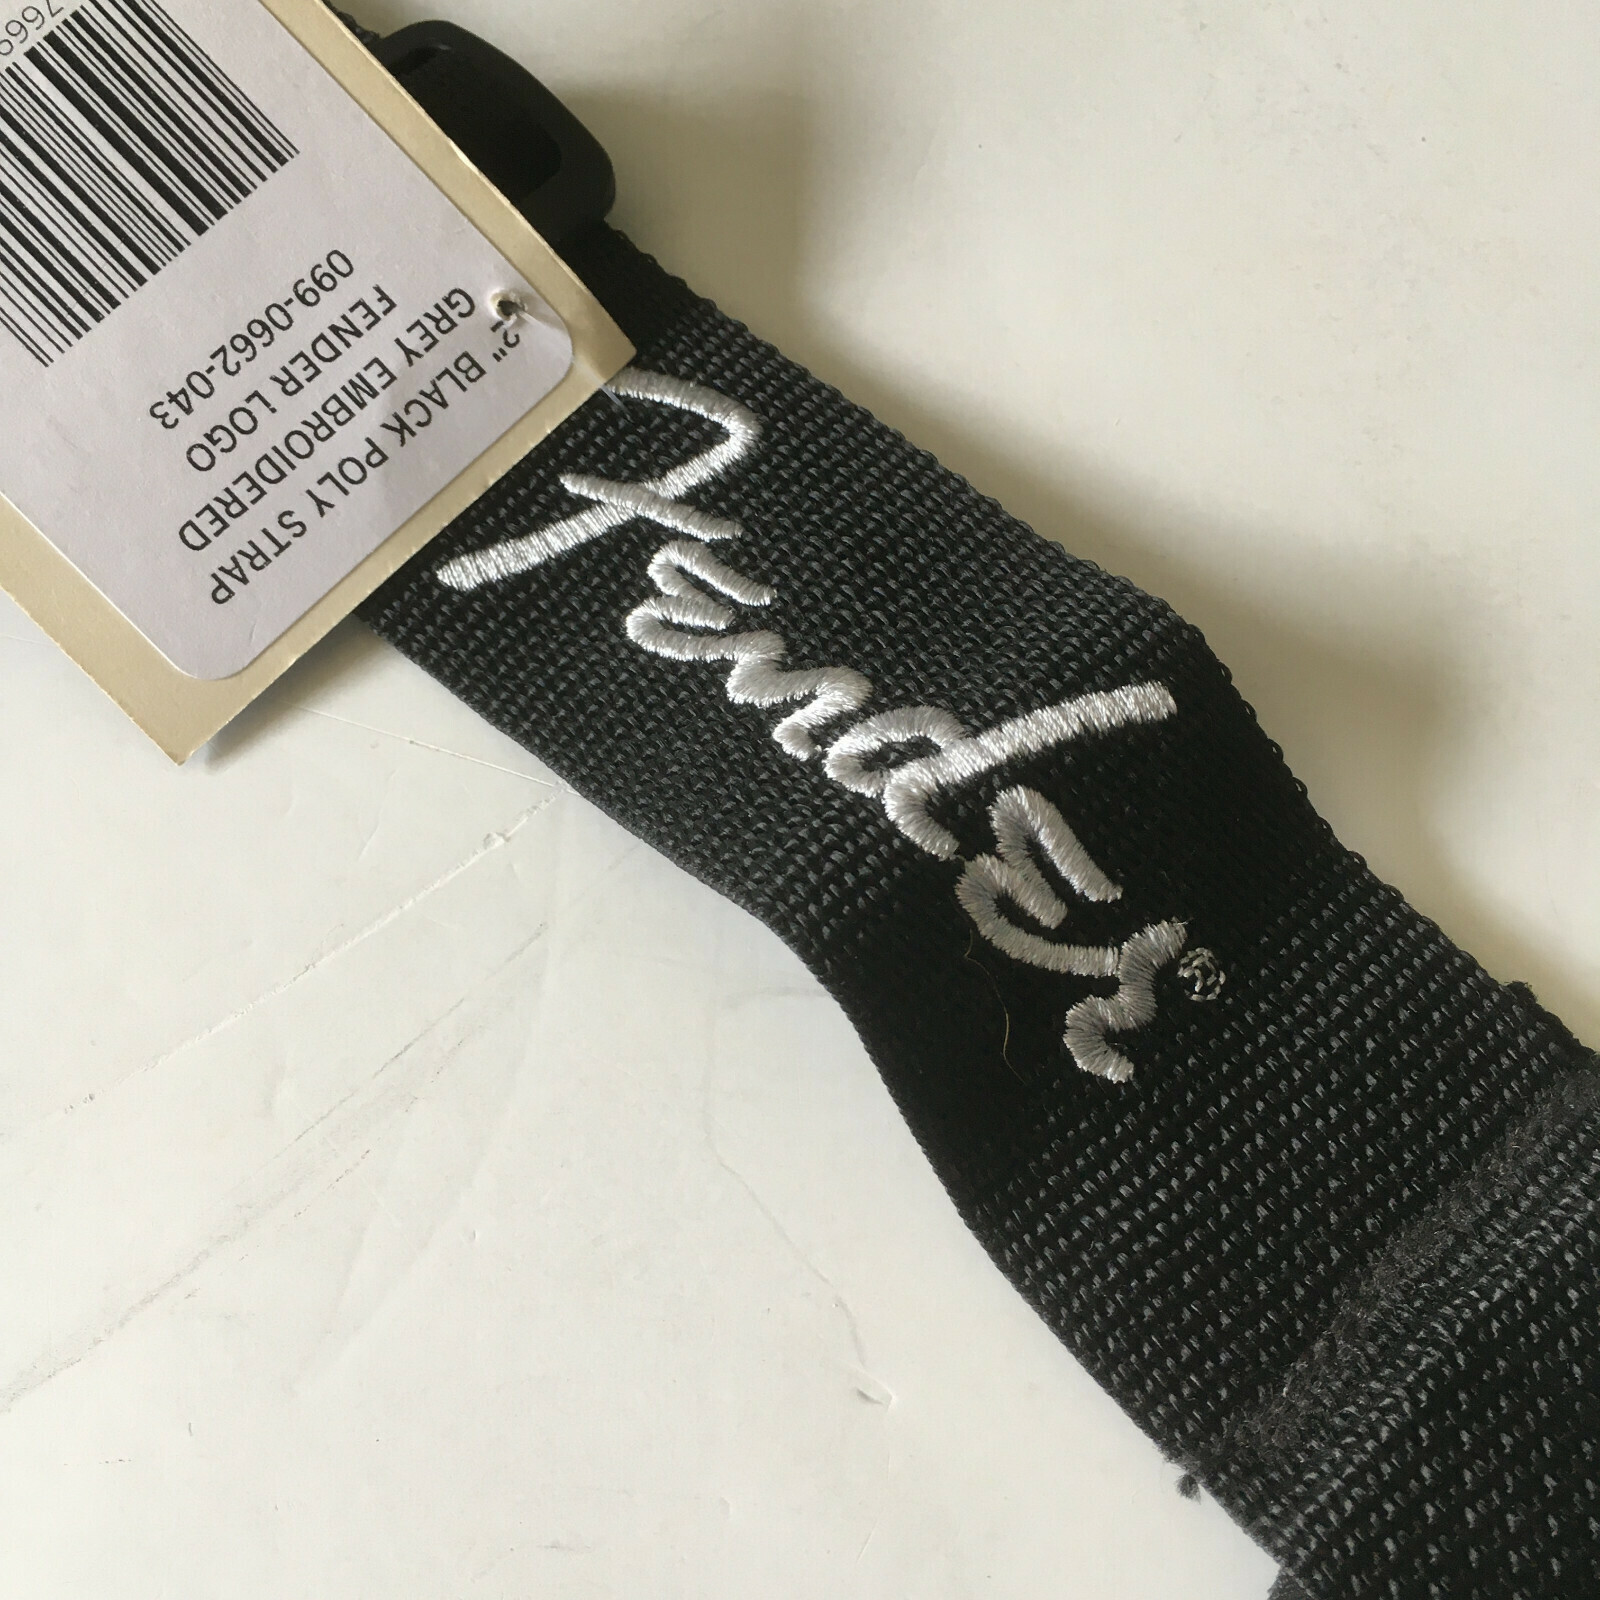 2" BLACK POLY STRAP
GREY EMBROIDERED
FENDER LOGO
099-0662-043
Fender®